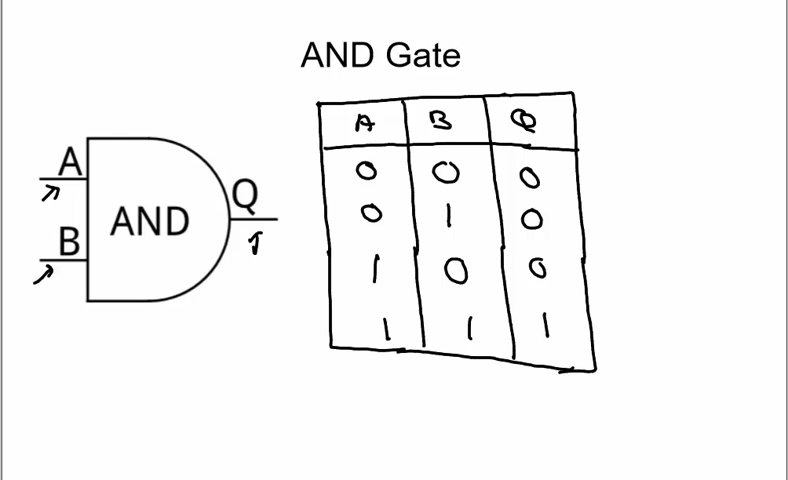 AND Gate
A
B
AND
Q
A B Q
0 0 0
0 1 0
1 0 0
1 1 1